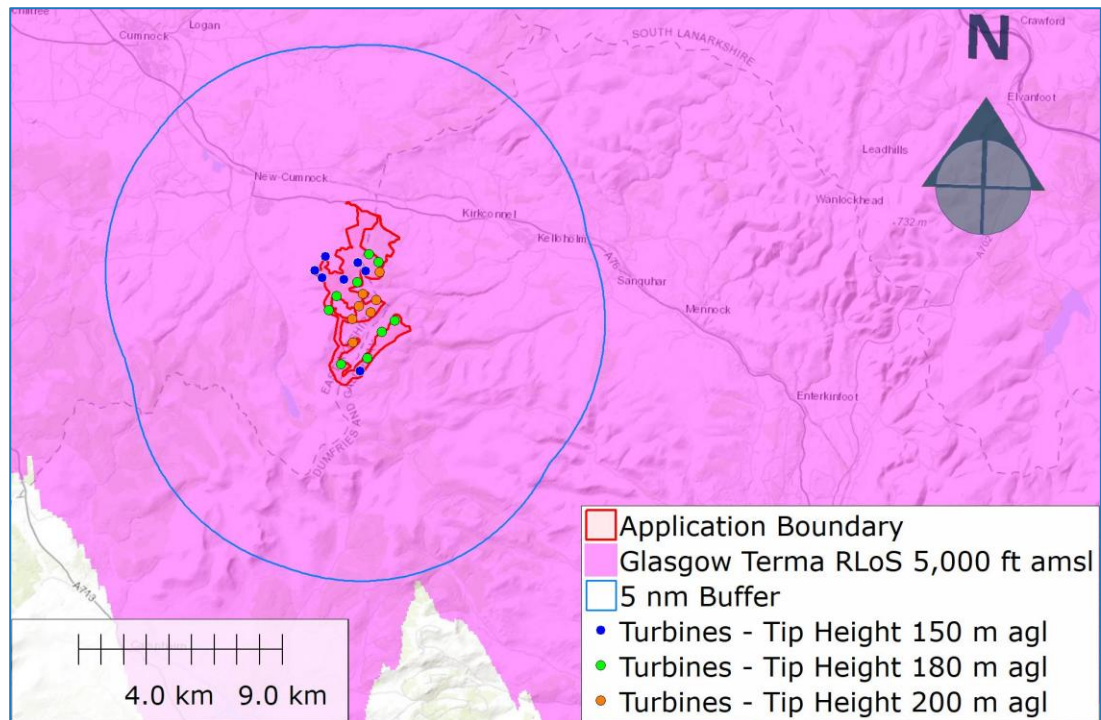 Logan
Cumnock
Crawford
N
SOUTH LANARKSHIRE
Elvanfoot
Leadhills
New Cumnock
Wanlockhead
732 m
Kirkconnel
Kelloholm
A76
A702
Sanquhar
Mennock
Enterkinfoot
DUMFRIES AND
A713
Application Boundary
Glasgow Terma RLoS 5,000 ft amsl
5 nm Buffer
Turbines - Tip Height 150 m agl
Turbines - Tip Height 180 m agl
Turbines - Tip Height 200 m agl
4.0 km 9.0 km